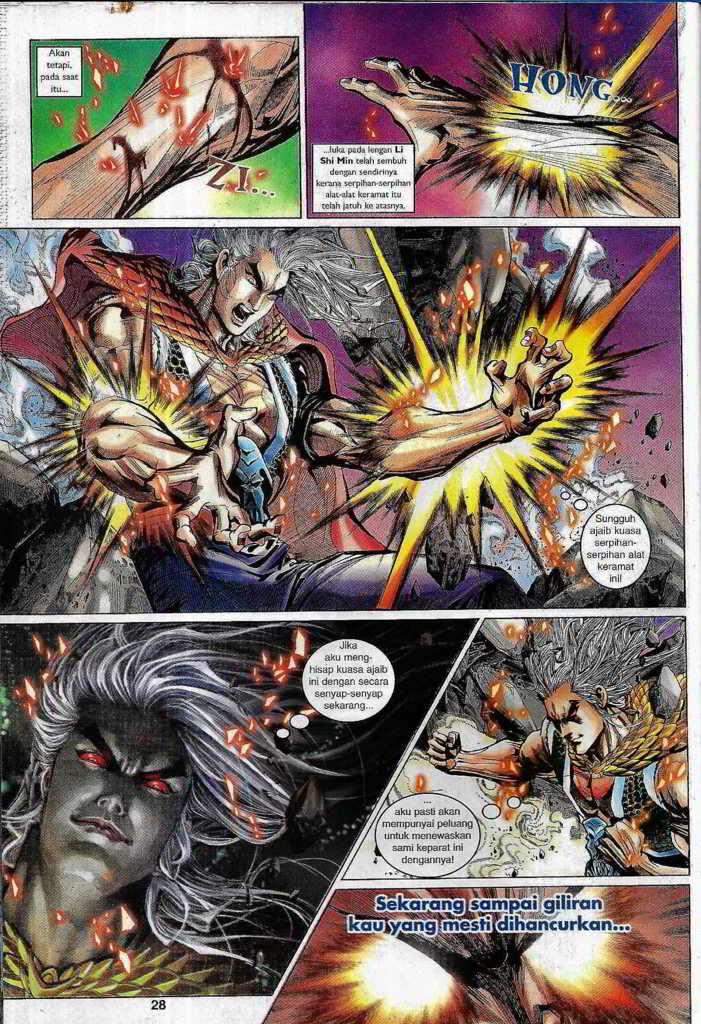 Akan
tetapi,
pada saat
itu...
ZI...
HONG...
...luka pada lengan Li
Shi Min telah sembuh
dengan sendirinya
kerana serpihan-serpihan
alat-alat keramat itu
telah jatuh ke atasnya.
Sungguh
ajaib kuasa
serpihan-
serpihan alat
keramat
ini!
Jika
aku meng-
hisap kuasa ajaib
ini dengan secara
senyap-senyap
sekarang...
...
aku pasti akan
mempunyai peluang
untuk menewaskan
sami keparat ini
dengannya!
Sekarang sampai giliran
kau yang mesti dihancurkan...
28